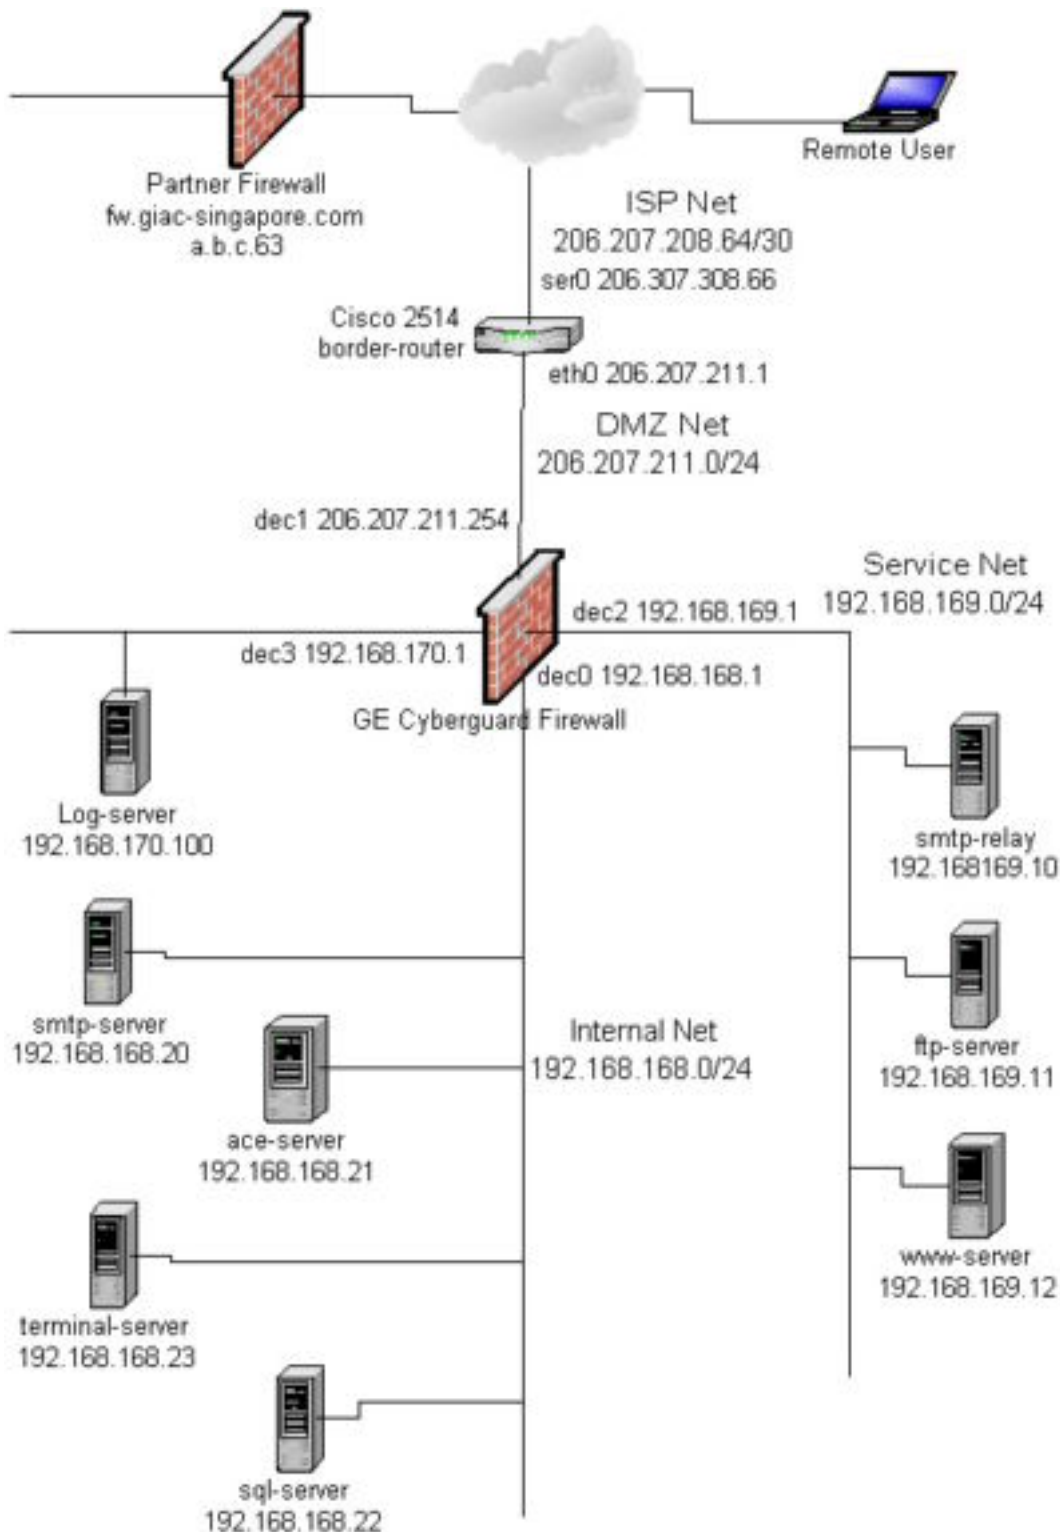 Partner Firewall
fw.giac-singapore.com
a.b.c.63
Remote User
ISP Net
206.207.208.64/30
ser0 206.307.308.66
Cisco 2514
border-router
eth0 206.207.211.1
DMZ Net
206.207.211.0/24
dec1 206.207.211.254
Service Net
192.168.169.0/24
dec2 192.168.169.1
dec3 192.168.170.1
dec0 192.168.168.1
GE Cyberguard Firewall
Log-server
192.168.170.100
smtp-relay
192.168169.10
smtp-server
192.168.168.20
Internal Net
192.168.168.0/24
ftp-server
192.168.169.11
ace-server
192.168.168.21
www-server
192.168.169.12
terminal-server
192.168.168.23
sql-server
192.168.168.22